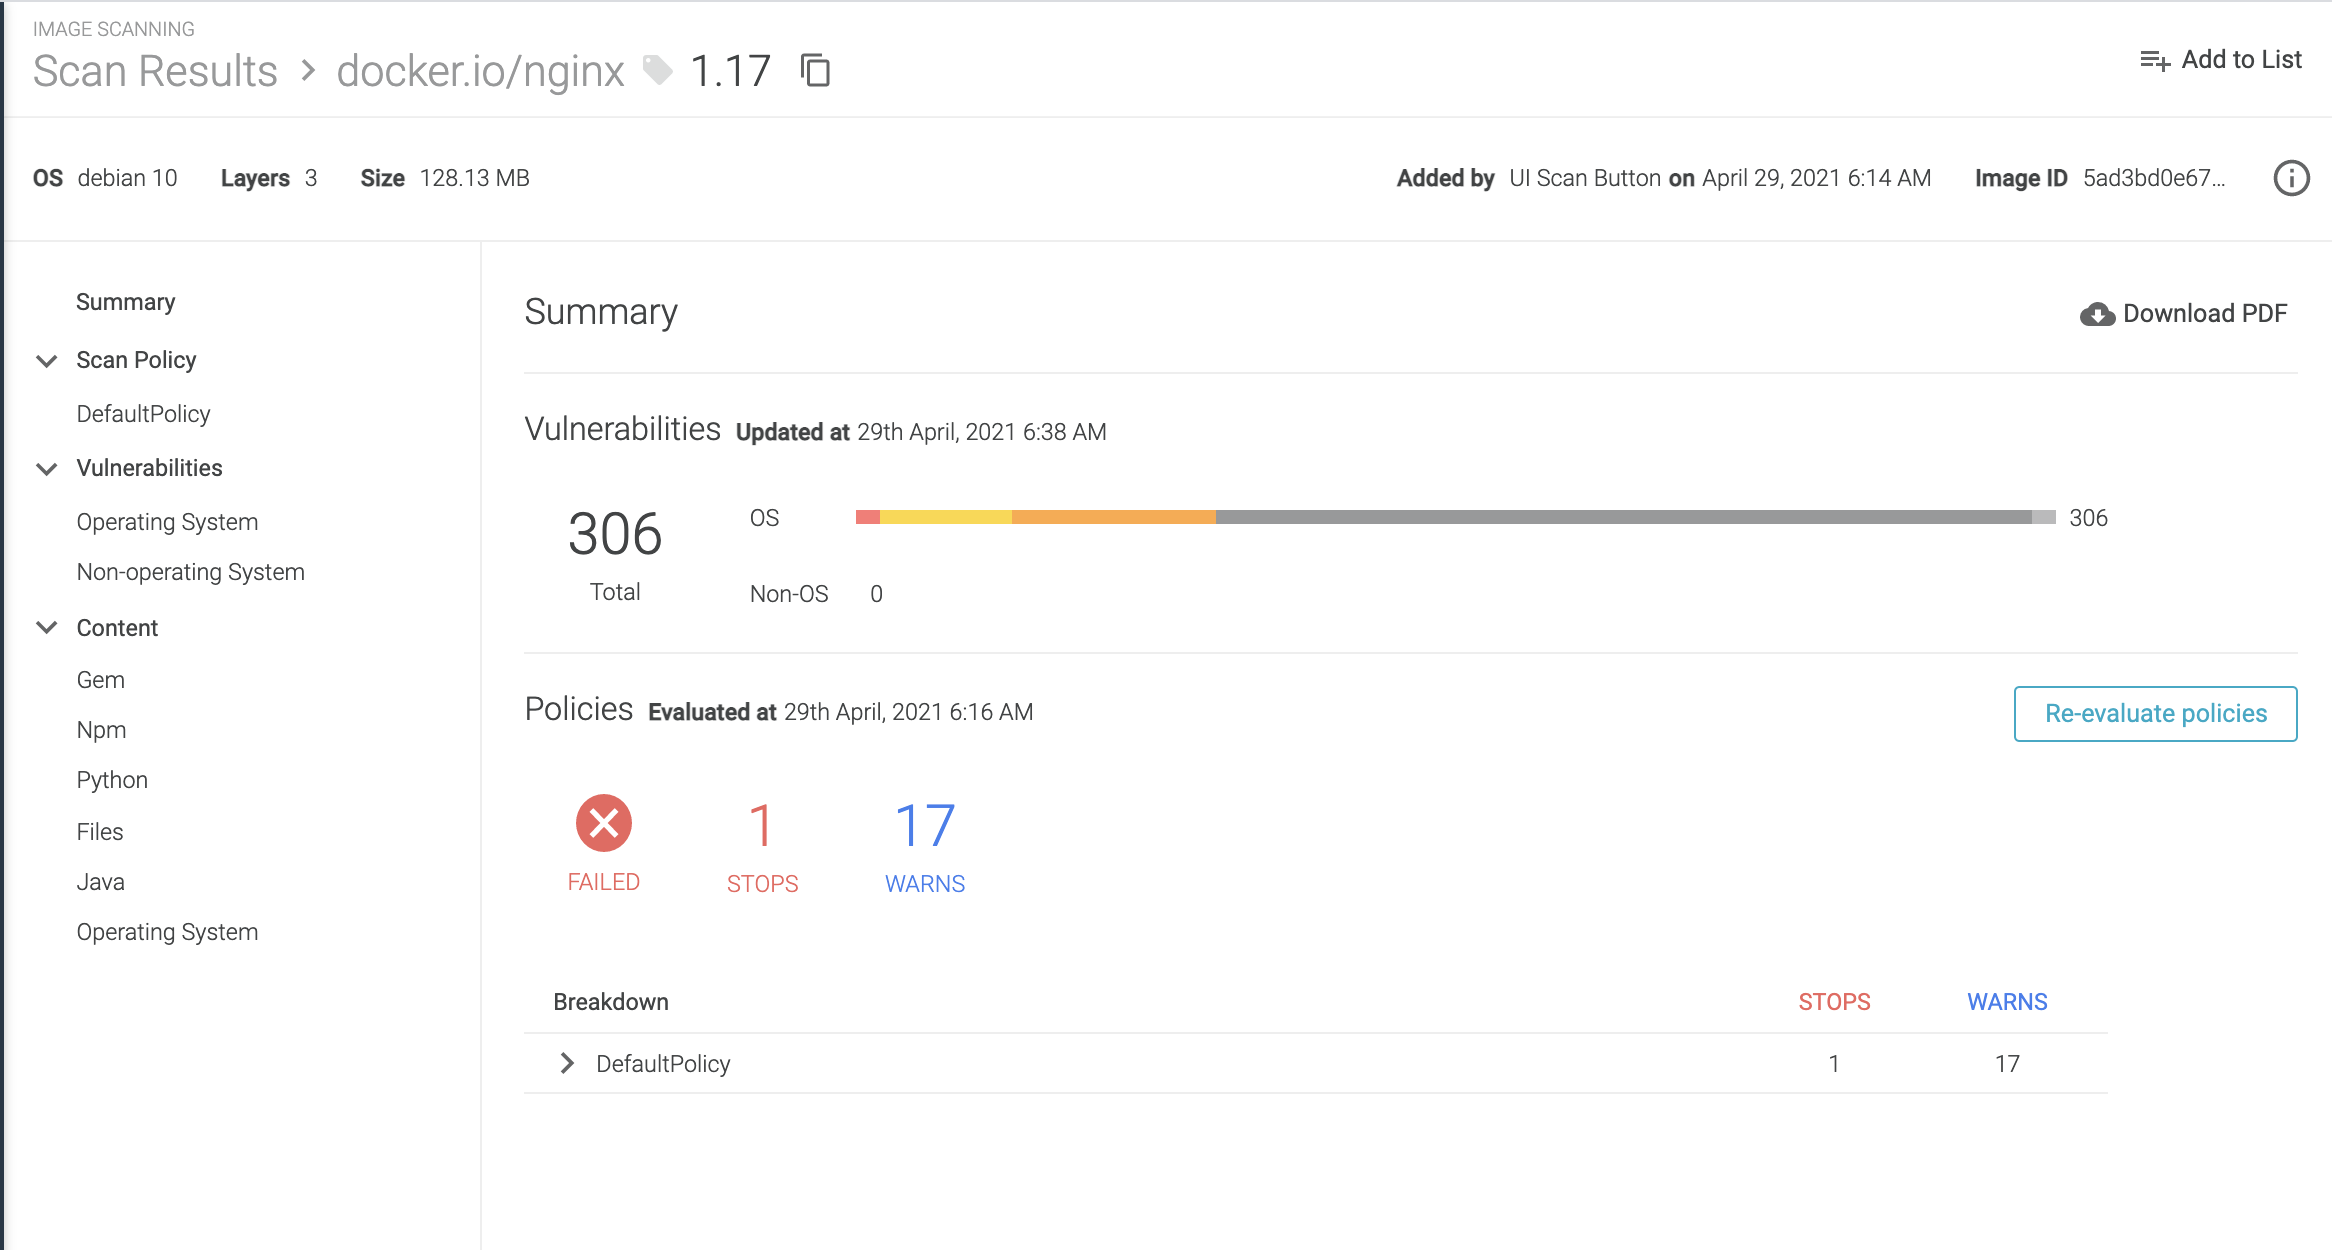 IMAGE SCANNING
Scan Results > docker.io/nginx 1.17
Add to List
OS debian 10 Layers 3 Size 128.13 MB
Added by UI Scan Button on April 29, 2021 6:14 AM Image ID 5ad3bd0e67...
Summary
Scan Policy
DefaultPolicy
Vulnerabilities
Operating System
Non-operating System
Content
Gem
Npm
Python
Files
Java
Operating System
Summary
Download PDF
Vulnerabilities Updated at 29th April, 2021 6:38 AM
306
Total
OS 306
Non-OS 0
Policies Evaluated at 29th April, 2021 6:16 AM
Re-evaluate policies
FAILED
1
STOPS
17
WARNS
Breakdown STOPS WARNS
DefaultPolicy 1 17